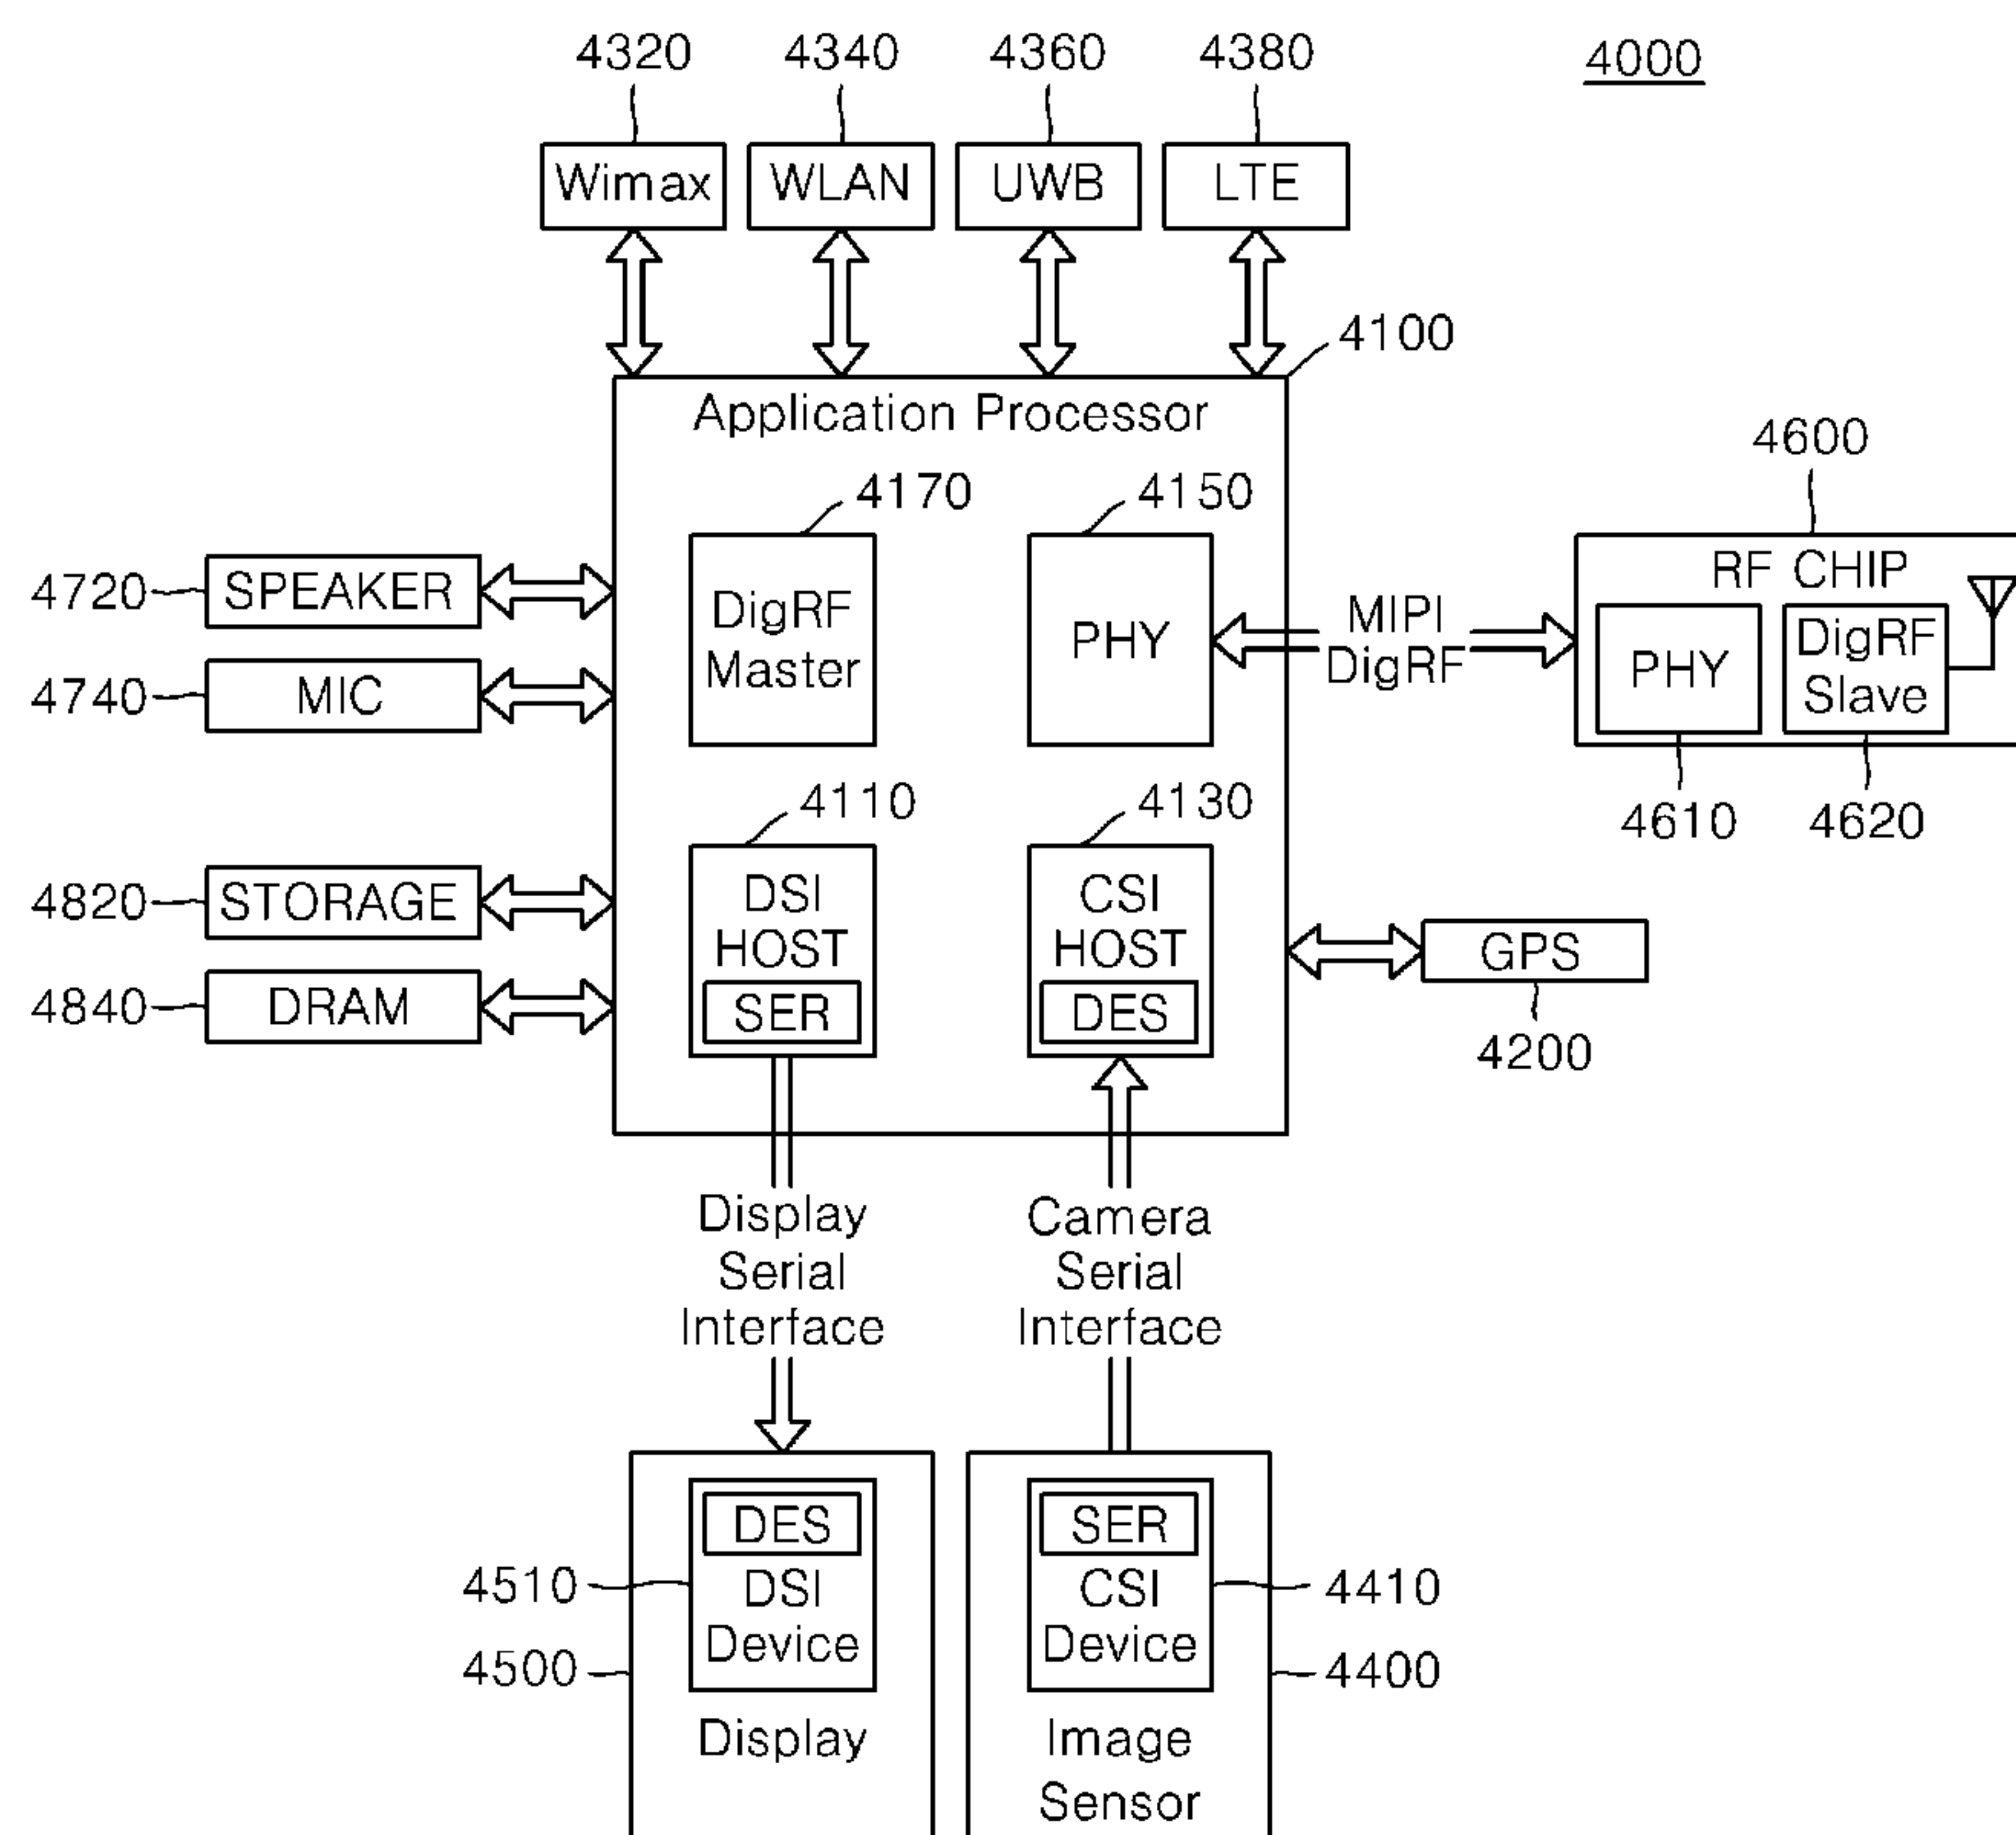 4320 4340 4360 4380 4000
Wimax WLAN UWB LTE
4100
Application Processor
4600
4170 4150
RF CHIP
4720 SPEAKER
DigRF
Master
PHY
MIPI
DigRF
PHY
DigRF
Slave
4740 MIC
4110 4130
4610 4620
4820 STORAGE
DSI
HOST
SER
CSI
HOST
DES
GPS
4840 DRAM
4200
Display
Serial
Interface
Camera
Serial
Interface
DES
DSI
Device
SER
CSI
Device
4510 4410
4500 4400
Display
Image
Sensor